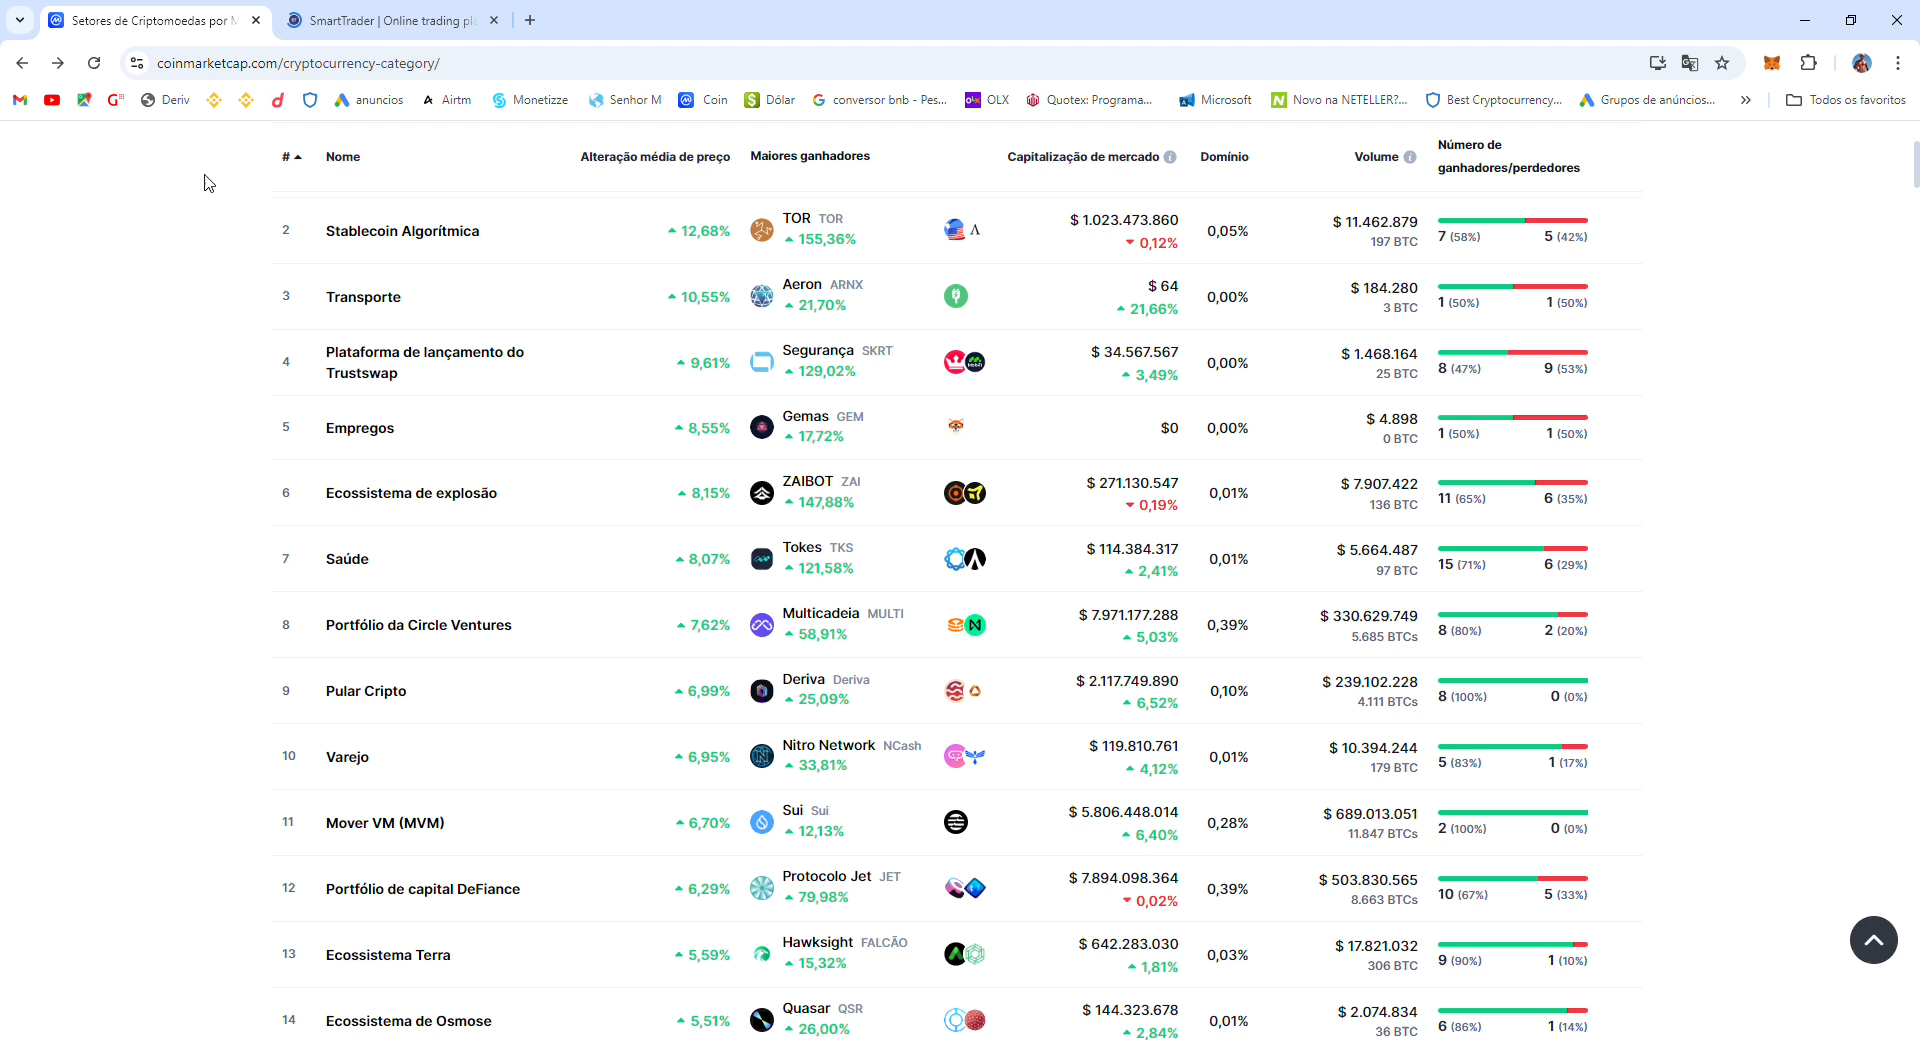 Setores de Criptomoedas por M
SmartTrader | Online trading pl
coinmarketcap.com/cryptocurrency-category/
Deriv
anuncios
Airtm
Monetizze
Senhor M
Coin
Dólar
conversor bnb - Pes...
OLX
Quotex: Programa...
Microsoft
Novo na NETELLER?...
Best Cryptocurrency...
Grupos de anúncios...
Todos os favoritos
# Nome Alteração média de preço Maiores ganhadores Capitalização de mercado Domínio Volume Número de
ganhadores/perdedores
2 Stablecoin Algorítmica 12,68% TOR TOR $ 1.023.473.860 0,05% $ 11.462.879
155,36% 0,12% 197 BTC 7 (58%) 5 (42%)
3 Transporte 10,55% Aeron ARNX $ 64 0,00% $ 184.280
21,70% 21,66% 3 BTC 1 (50%) 1 (50%)
4 Plataforma de lançamento do
Trustswap 9,61% Segurança SKRT $ 34.567.567 0,00% $ 1.468.164
129,02% 3,49% 25 BTC 8 (47%) 9 (53%)
5 Empregos 8,55% Gemas GEM $0 0,00% $ 4.898
17,72% 0 BTC 1 (50%) 1 (50%)
6 Ecossistema de explosão 8,15% ZAIBOT ZAI $ 271.130.547 0,01% $ 7.907.422
147,88% 0,19% 136 BTC 11 (65%) 6 (35%)
7 Saúde 8,07% Tokes TKS $ 114.384.317 0,01% $ 5.664.487
121,58% 2,41% 97 BTC 15 (71%) 6 (29%)
8 Portfólio da Circle Ventures 7,62% Multicadeia MULTI $ 7.971.177.288 0,39% $ 330.629.749
58,91% 5,03% 5.685 BTCs 8 (80%) 2 (20%)
9 Pular Cripto 6,99% Deriva Deriva $ 2.117.749.890 0,10% $ 239.102.228
25,09% 6,52% 4.111 BTCs 8 (100%) 0 (0%)
10 Varejo 6,95% Nitro Network NCash $ 119.810.761 0,01% $ 10.394.244
33,81% 4,12% 179 BTC 5 (83%) 1 (17%)
11 Mover VM (MVM) 6,70% Sui Sui $ 5.806.448.014 0,28% $ 689.013.051
12,13% 6,40% 11.847 BTCs 2 (100%) 0 (0%)
12 Portfólio de capital DeFiance 6,29% Protocolo Jet JET $ 7.894.098.364 0,39% $ 503.830.565
79,98% 0,02% 8.663 BTCs 10 (67%) 5 (33%)
13 Ecossistema Terra 5,59% Hawksight FALCÃO $ 642.283.030 0,03% $ 17.821.032
15,32% 1,81% 306 BTC 9 (90%) 1 (10%)
14 Ecossistema de Osmose 5,51% Quasar QSR $ 144.323.678 0,01% $ 2.074.834
26,00% 2,84% 36 BTC 6 (86%) 1 (14%)